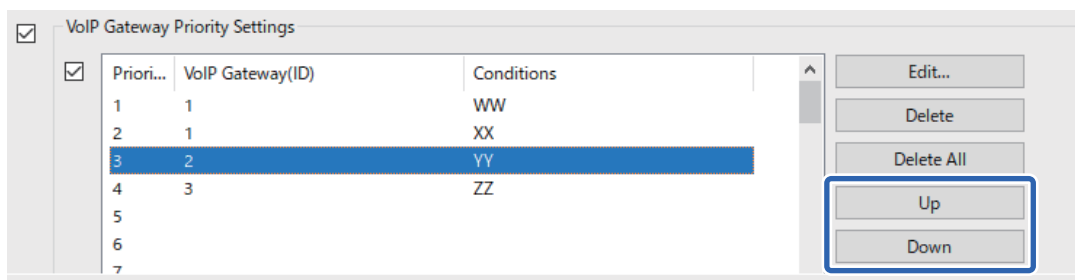 VoIP Gateway Priority Settings
Priori... VoIP Gateway(ID) Conditions
1 1 WW
2 1 XX
3 2 YY
4 3 ZZ
5
6
7
Edit...
Delete
Delete All
Up
Down